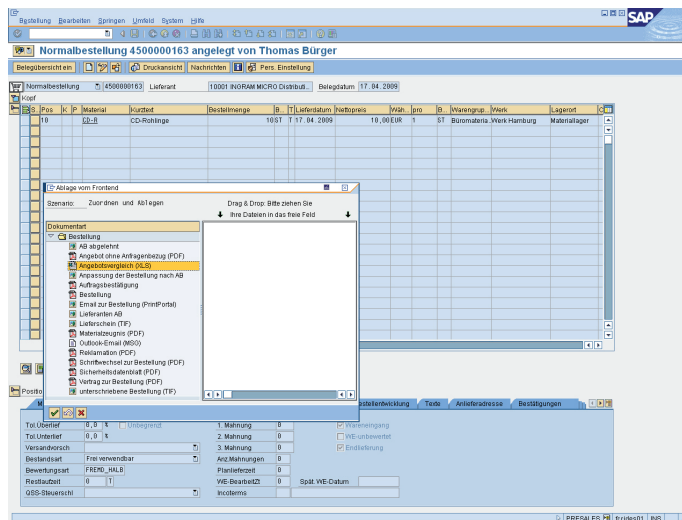 Bestellung Bearbeiten Springen Umfeld System Hilfe
SAP
Normalbestellung 4500000163 angelegt von Thomas Bürger
Belegübersicht ein Druckansicht Nachrichten Pers. Einstellung
Normalbestellung 4500000163 Lieferant 10001 INGRAM MICRO Distributi.. Belegdatum 17.04.2009
Kopf
S.. Pos K P Material Kurztext Bestellmenge B.. T Lieferdatum Nettopreis Wäh.. pro B.. Warengrup.. Werk Lagerort
10 CD-R CD-Rohlinge 10 ST T 17.04.2009 10,00 EUR 1 ST Büromateria.. Werk Hamburg Materiallager
Ablage vom Frontend
Szenario: Zuordnen und Ablegen
Drag & Drop: Bitte ziehen Sie
Ihre Dateien in das freie Feld
Dokumentart
Bestellung
AB abgelehnt
Angebot ohne Anfragenbezug (PDF)
Angebotsvergleich (XLS)
Anpassung der Bestellung nach AB
Auftragsbestätigung
Bestellung
Email zur Bestellung (PrintPortal)
Lieferanten AB
Lieferschein (TIF)
Materialzeugnis (PDF)
Outlook-Email (MSO)
Reklamation (PDF)
Schriftwechsel zur Bestellung (PDF)
Sicherheitsdatenblatt (PDF)
Vertrag zur Bestellung (PDF)
unterschriebene Bestellung (TIF)
Positio
M
estellentwicklung Texte Anlieferadresse Bestätigungen
Tol.Überlief 0,0 % Unbegrenzt 1. Mahnung 0 Wareneingang
Tol.Unterlief 0,0 % 2. Mahnung 0 WE-unbewertet
Versandvorsch 3. Mahnung 0 Endlieferung
Bestandsart Frei verwendbar Anz.Mahnungen 0
Bewertungsart FREMD_HALB Planlieferzeit 0
Restlaufzeit 0 T WE-BearbeitZt 0 Spät. WE-Datum
QSS-Steuerschl Incoterms
PRESALES frcides01 INS